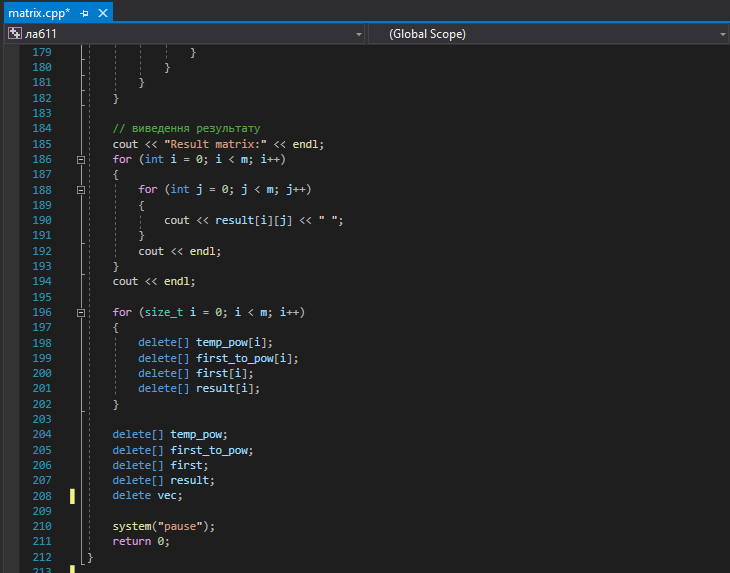 matrix.cpp*
ла611 (Global Scope)
179 }
180 }
181 }
182 }
183
184 // виведення результату
185 cout << "Result matrix:" << endl;
186 for (int i = 0; i < m; i++)
187 {
188 for (int j = 0; j < m; j++)
189 {
190 cout << result[i][j] << " ";
191 }
192 cout << endl;
193 }
194 cout << endl;
195
196 for (size_t i = 0; i < m; i++)
197 {
198 delete[] temp_pow[i];
199 delete[] first_to_pow[i];
200 delete[] first[i];
201 delete[] result[i];
202 }
203
204 delete[] temp_pow;
205 delete[] first_to_pow;
206 delete[] first;
207 delete[] result;
208 delete vec;
209
210 system("pause");
211 return 0;
212 }
213